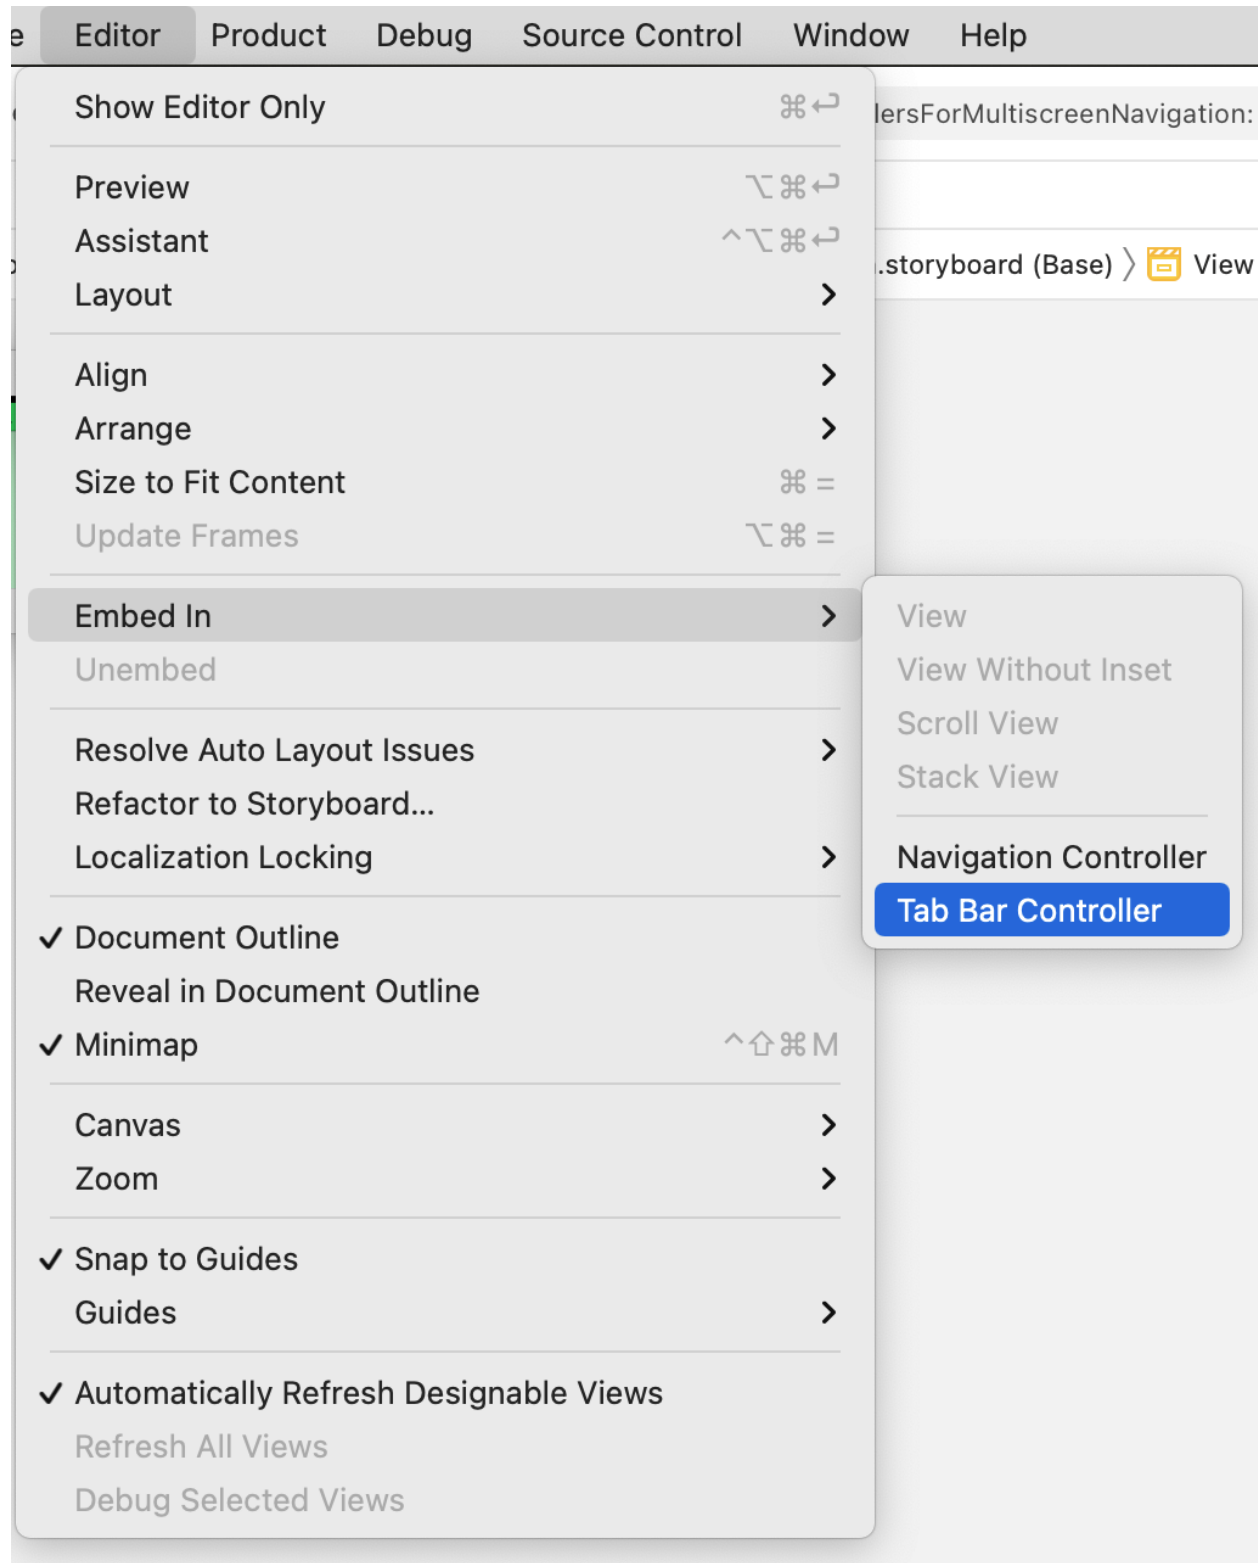 e Editor Product Debug Source Control Window Help
Show Editor Only ⌘↩
lersForMultiscreenNavigation:
Preview ⌥⌘↩
Assistant ^⌥⌘↩
.storyboard (Base) 〉 View
Layout
Align
Arrange
Size to Fit Content ⌘ =
Update Frames ⌥⌘ =
Embed In
Unembed
Resolve Auto Layout Issues
Refactor to Storyboard...
Localization Locking
✓ Document Outline
Reveal in Document Outline
✓ Minimap ^⇧⌘M
Canvas
Zoom
✓ Snap to Guides
Guides
✓ Automatically Refresh Designable Views
Refresh All Views
Debug Selected Views
View
View Without Inset
Scroll View
Stack View
Navigation Controller
Tab Bar Controller